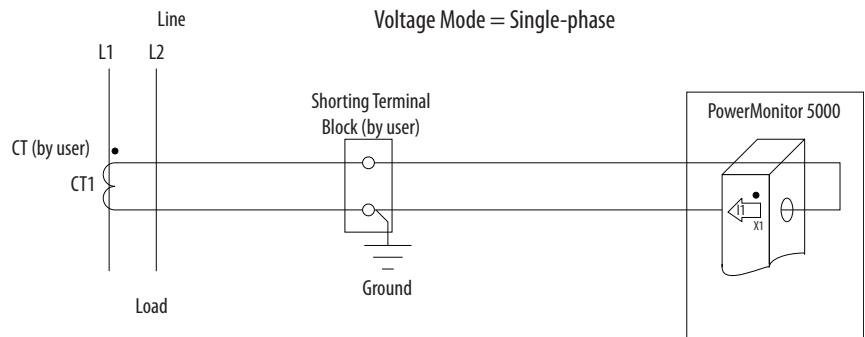 Line
Voltage Mode = Single-phase
L1
L2
Shorting Terminal
Block (by user)
PowerMonitor 5000
CT (by user)
CT1
I1
X1
Ground
Load